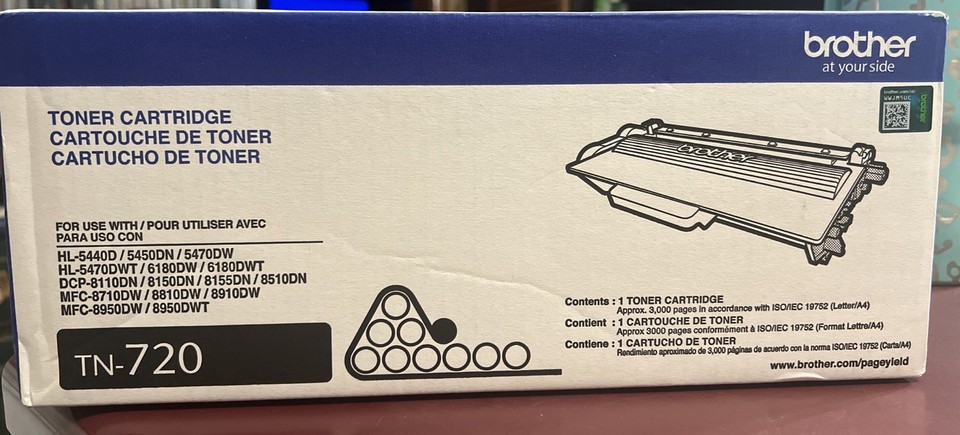 brother
at your side
TONER CARTRIDGE
CARTOUCHE DE TONER
CARTUCHO DE TONER
brother
brother
FOR USE WITH / POUR UTILISER AVEC
PARA USO CON
HL-5440D / 5450DN / 5470DW
HL-5470DWT / 6180DW / 6180DWT
DCP-8110DN / 8150DN / 8155DN / 8510DN
MFC-8710DW / 8810DW / 8910DW
MFC-8950DW / 8950DWT
TN-720
Contents : 1 TONER CARTRIDGE
Approx. 3,000 pages in accordance with ISO/IEC 19752 (Letter/A4)
Contient : 1 CARTOUCHE DE TONER
Approx 3000 pages conformément à ISO/IEC 19752 (Format Lettre/A4)
Contiene : 1 CARTUCHO DE TONER
Rendimiento aproximado de 3,000 páginas de acuerdo con la norma ISO/IEC 19752 (Carta/A4)
www.brother.com/pageyield